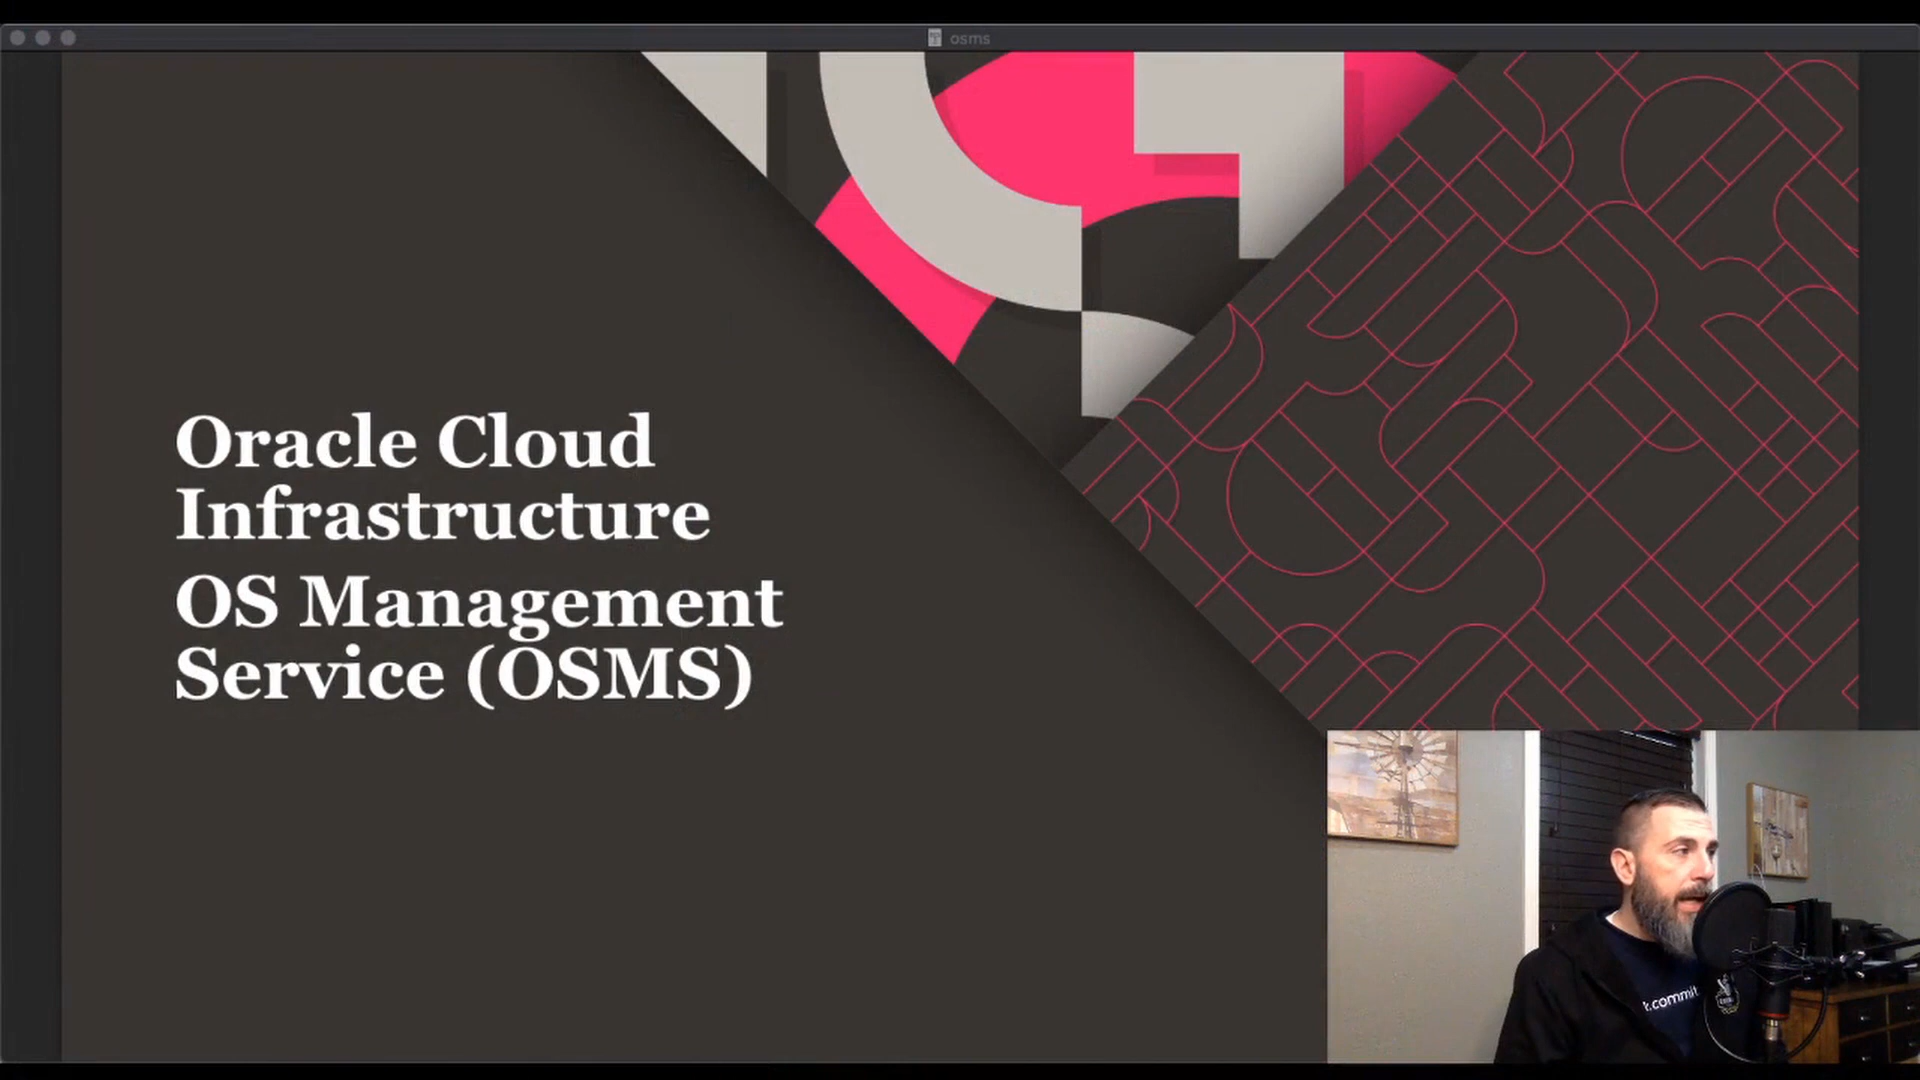 osms
Oracle Cloud
Infrastructure
OS Management
Service (OSMS)
k.commit